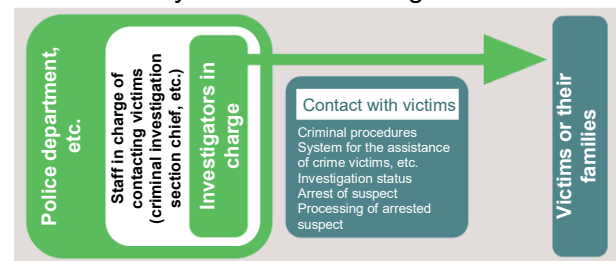 Police department,
etc.
Staff in charge of
contacting victims
(criminal investigation
section chief, etc.)
Investigators in
charge
Contact with victims
Criminal procedures
System for the assistance
of crime victims, etc.
Investigation status
Arrest of suspect
Processing of arrested
suspect
Victims or their
families